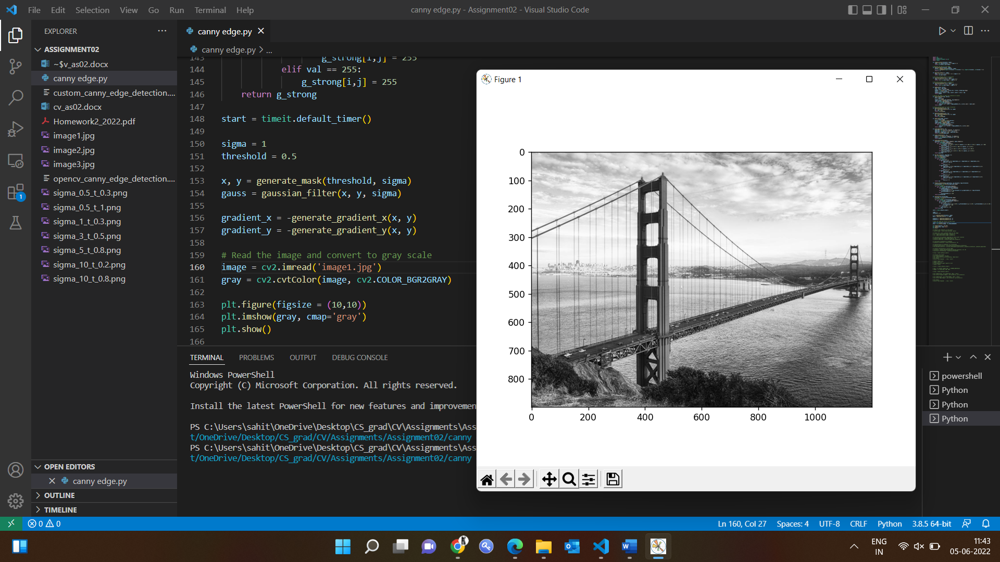 File Edit Selection View Go Run Terminal Help
canny edge.py - Assignment02 - Visual Studio Code
EXPLORER
ASSIGNMENT02
~$v_as02.docx
canny edge.py
custom_canny_edge_detection....
cv_as02.docx
Homework2_2022.pdf
image1.jpg
image2.jpg
image3.jpg
opencv_canny_edge_detection....
sigma_0.5_t_0.3.png
sigma_0.5_t_1.png
sigma_1_t_0.3.png
sigma_3_t_0.5.png
sigma_5_t_0.8.png
sigma_10_t_0.2.png
sigma_10_t_0.8.png
1
OPEN EDITORS
canny edge.py
OUTLINE
TIMELINE
canny edge.py
canny edge.py > ...
143 g_strong[i,j] = 255
144 elif val == 255:
145 g_strong[i,j] = 255
146 return g_strong
147
148 start = timeit.default_timer()
149
150 sigma = 1
151 threshold = 0.5
152
153 x, y = generate_mask(threshold, sigma)
154 gauss = gaussian_filter(x, y, sigma)
155
156 gradient_x = -generate_gradient_x(x, y)
157 gradient_y = -generate_gradient_y(x, y)
158
159 # Read the image and convert to gray scale
160 image = cv2.imread('image1.jpg')
161 gray = cv2.cvtColor(image, cv2.COLOR_BGR2GRAY)
162
163 plt.figure(figsize = (10,10))
164 plt.imshow(gray, cmap='gray')
165 plt.show()
166
TERMINAL PROBLEMS OUTPUT DEBUG CONSOLE
Windows PowerShell
Copyright (C) Microsoft Corporation. All rights reserved.
Install the latest PowerShell for new features and improvemen
PS C:\Users\sahit\OneDrive\Desktop\CS_grad\CV\Assignments\Ass
t/OneDrive/Desktop/CS_grad/CV/Assignments/Assignment02/canny
PS C:\Users\sahit\OneDrive\Desktop\CS_grad\CV\Assignments\Ass
t/OneDrive/Desktop/CS_grad/CV/Assignments/Assignment02/canny
powershell
Python
Python
Python
Figure 1
0
100
200
300
400
500
600
700
800
0 200 400 600 800 1000
0 0
Ln 160, Col 27 Spaces: 4 UTF-8 CRLF Python 3.8.5 64-bit
ENG
IN
11:43
05-06-2022